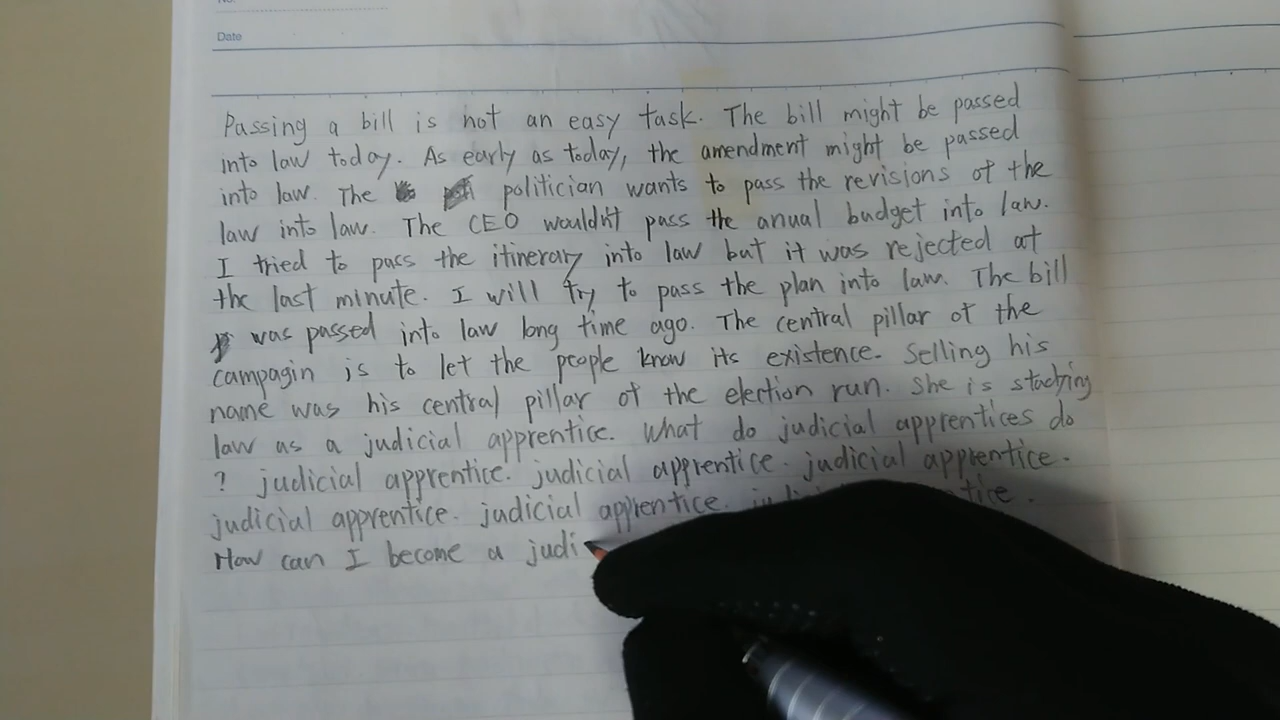 Date
Passing a bill is not an easy task. The bill might be passed
into law today. As early as today, the amendment might be passed
into law. The politician wants to pass the revisions of the
law into law. The CEO wouldn't pass the anual budget into law.
I tried to pass the itinerary into law but it was rejected at
the last minute. I will try to pass the plan into law. The bill
was passed into law long time ago. The central pillar of the
campagin is to let the people know its existence. Selling his
name was his central pillar of the election run. She is studying
law as a judicial apprentice. What do judicial apprentices do
? judicial apprentice. judicial apprentice. judicial apprentice.
judicial apprentice. judicial apprentice.
How can I become a judi